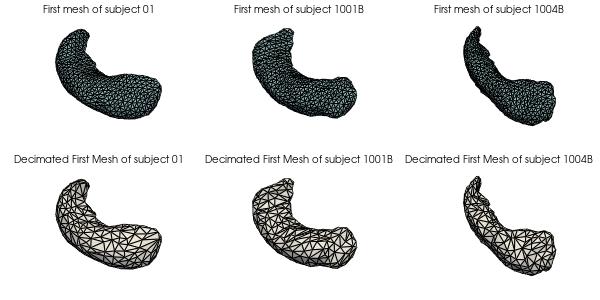 First mesh of subject 01
First mesh of subject 1001B
First mesh of subject 1004B
Decimated First Mesh of subject 01
Decimated First Mesh of subject 1001B
Decimated First Mesh of subject 1004B